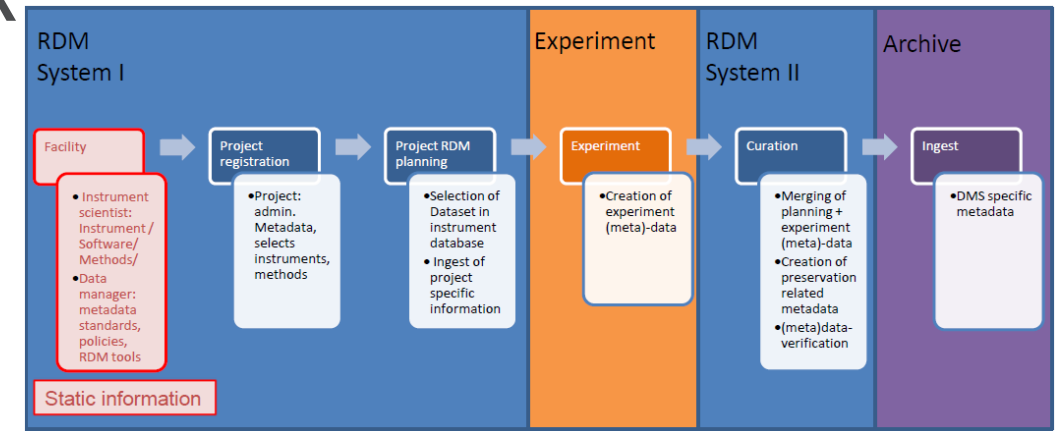 RDM
System I
Experiment
RDM
System II
Archive
Facility
• Instrument
scientist:
Instrument/
Software/
Methods/
•Data
manager:
metadata
standards,
policies,
RDM tools
Project
registration
•Project:
admin.
Metadata,
selects
instruments,
methods
Project RDM
planning
•Selection of
Dataset in
instrument
database
• Ingest of
project
specific
information
Experiment
•Creation of
experiment
(meta)-data
Curation
•Merging of
planning +
experiment
(meta)-data
•Creation of
preservation
related
metadata
•(meta)data-
verification
Ingest
•DMS specific
metadata
Static information